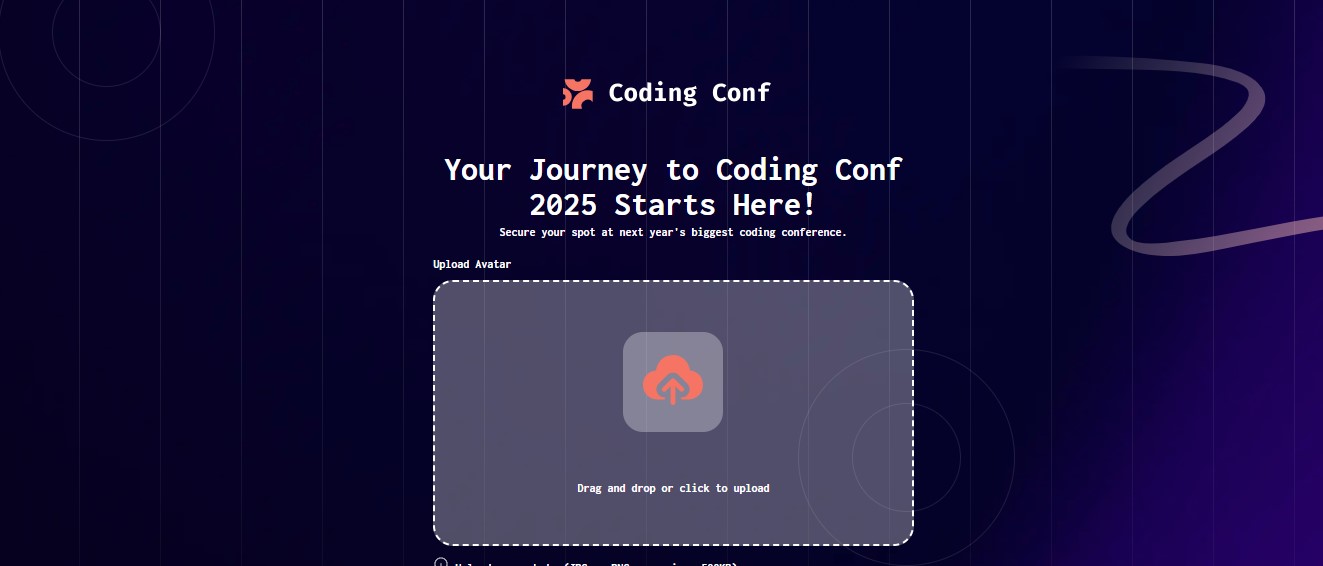 Coding Conf
Your Journey to Coding Conf
2025 Starts Here!
Secure your spot at next year's biggest coding conference.
Upload Avatar
Drag and drop or click to upload